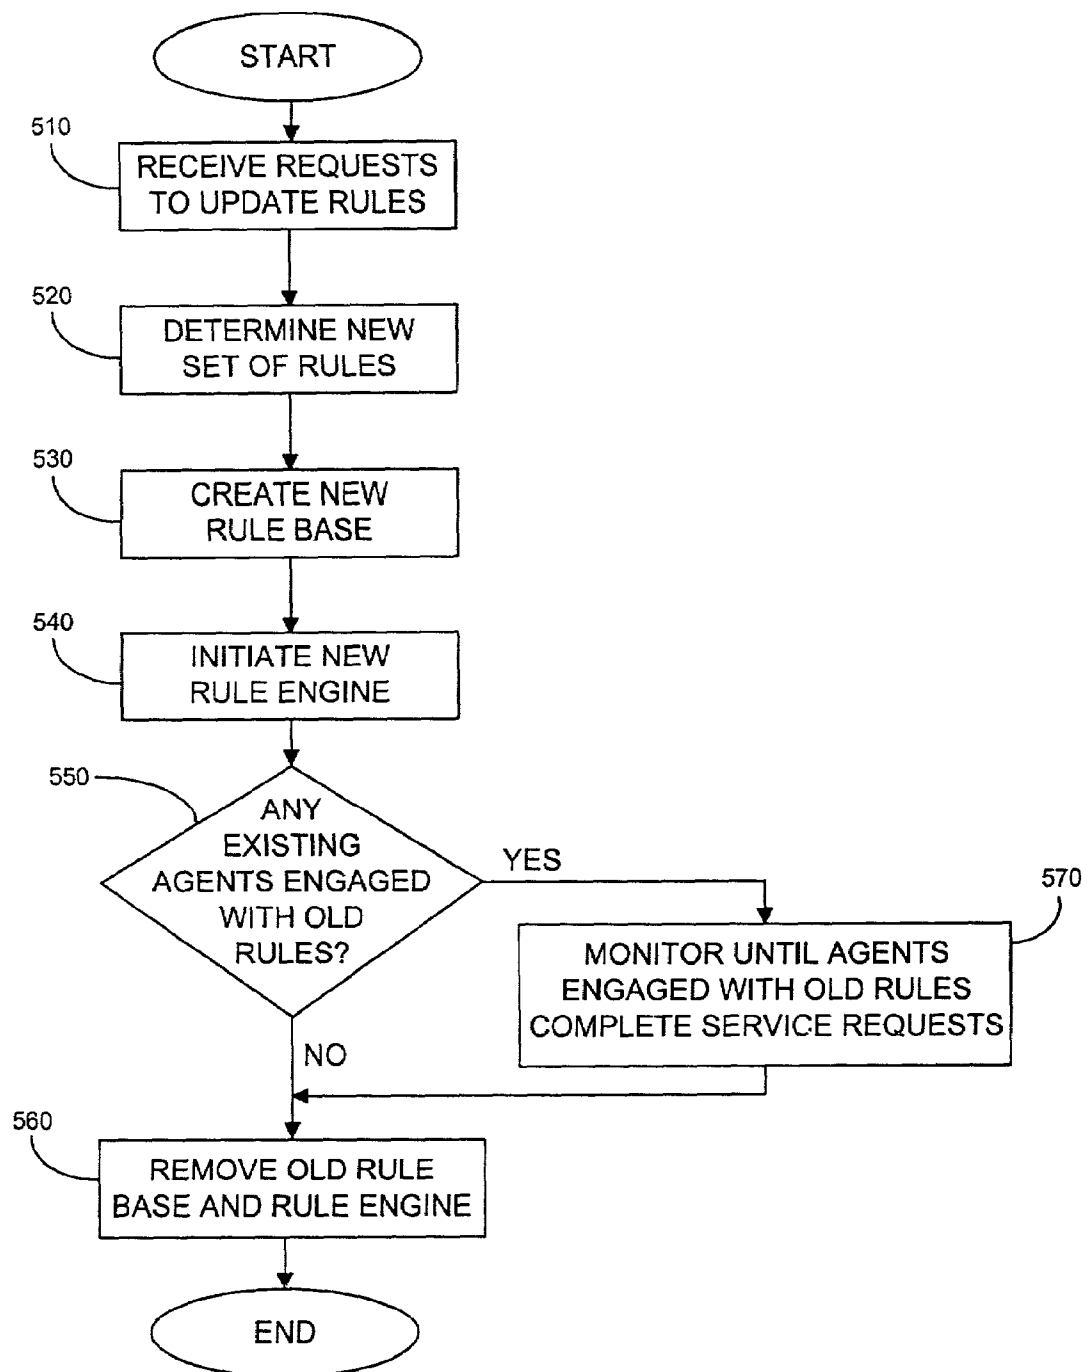 START
510
RECEIVE REQUESTS
TO UPDATE RULES
520
DETERMINE NEW
SET OF RULES
530
CREATE NEW
RULE BASE
540
INITIATE NEW
RULE ENGINE
550
ANY
EXISTING
AGENTS ENGAGED
WITH OLD
RULES?
YES
570
MONITOR UNTIL AGENTS
ENGAGED WITH OLD RULES
COMPLETE SERVICE REQUESTS
NO
560
REMOVE OLD RULE
BASE AND RULE ENGINE
END